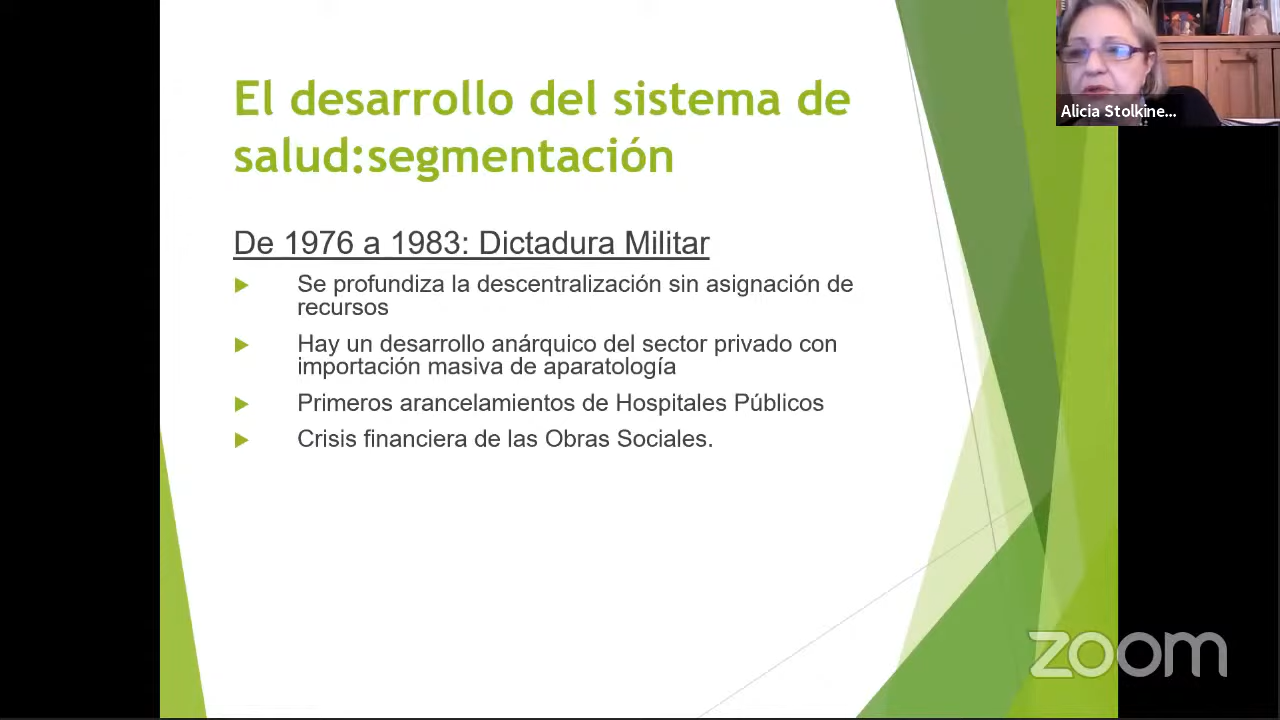 El desarrollo del sistema de
salud:segmentación
De 1976 a 1983: Dictadura Militar
Se profundiza la descentralización sin asignación de
recursos
Hay un desarrollo anárquico del sector privado con
importación masiva de aparatología
Primeros arancelamientos de Hospitales Públicos
Crisis financiera de las Obras Sociales.
Alicia Stolkine...
zoom